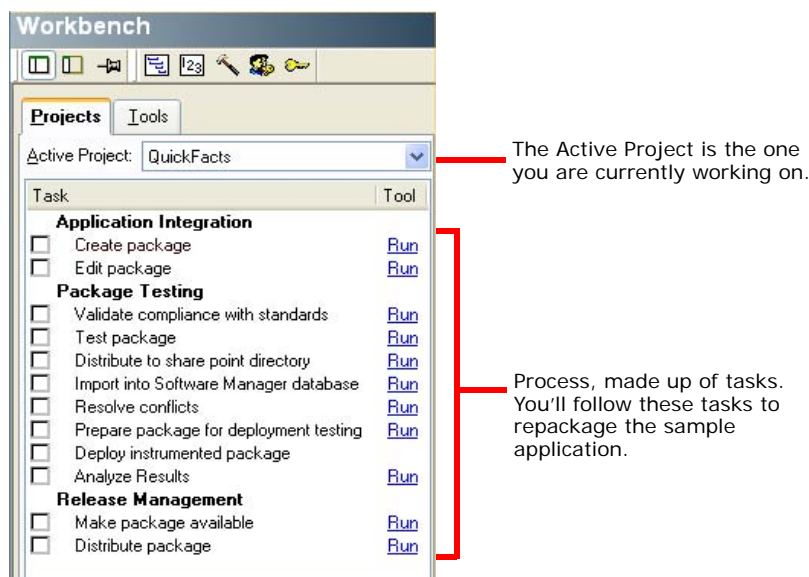 Workbench
123
Projects Tools
Active Project: QuickFacts
The Active Project is the one
you are currently working on.
Task Tool
Application Integration
Create package Run
Edit package Run
Package Testing
Validate compliance with standards Run
Test package Run
Distribute to share point directory Run
Import into Software Manager database Run
Resolve conflicts Run
Prepare package for deployment testing Run
Deploy instrumented package
Analyze Results Run
Release Management
Make package available Run
Distribute package Run
Process, made up of tasks.
You'll follow these tasks to
repackage the sample
application.